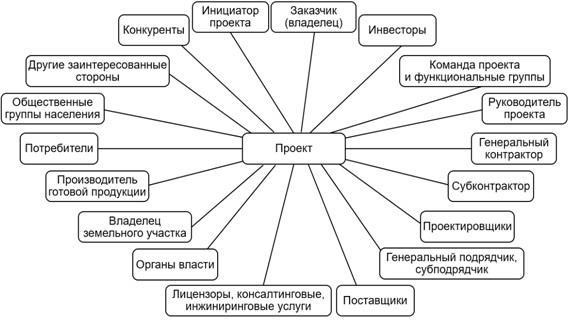 Инициатор
проекта
Заказчик
(владелец)
Конкуренты
Инвесторы
Другие заинтересованные
стороны
Команда проекта
и функциональные группы
Общественные
группы населения
Руководитель
проекта
Потребители
Проект
Генеральный
контрактор
Производитель
готовой продукции
Субконтрактор
Владелец
земельного участка
Проектировщики
Органы власти
Генеральный подрядчик,
субподрядчик
Лицензоры, консалтинговые,
инжиниринговые услуги
Поставщики